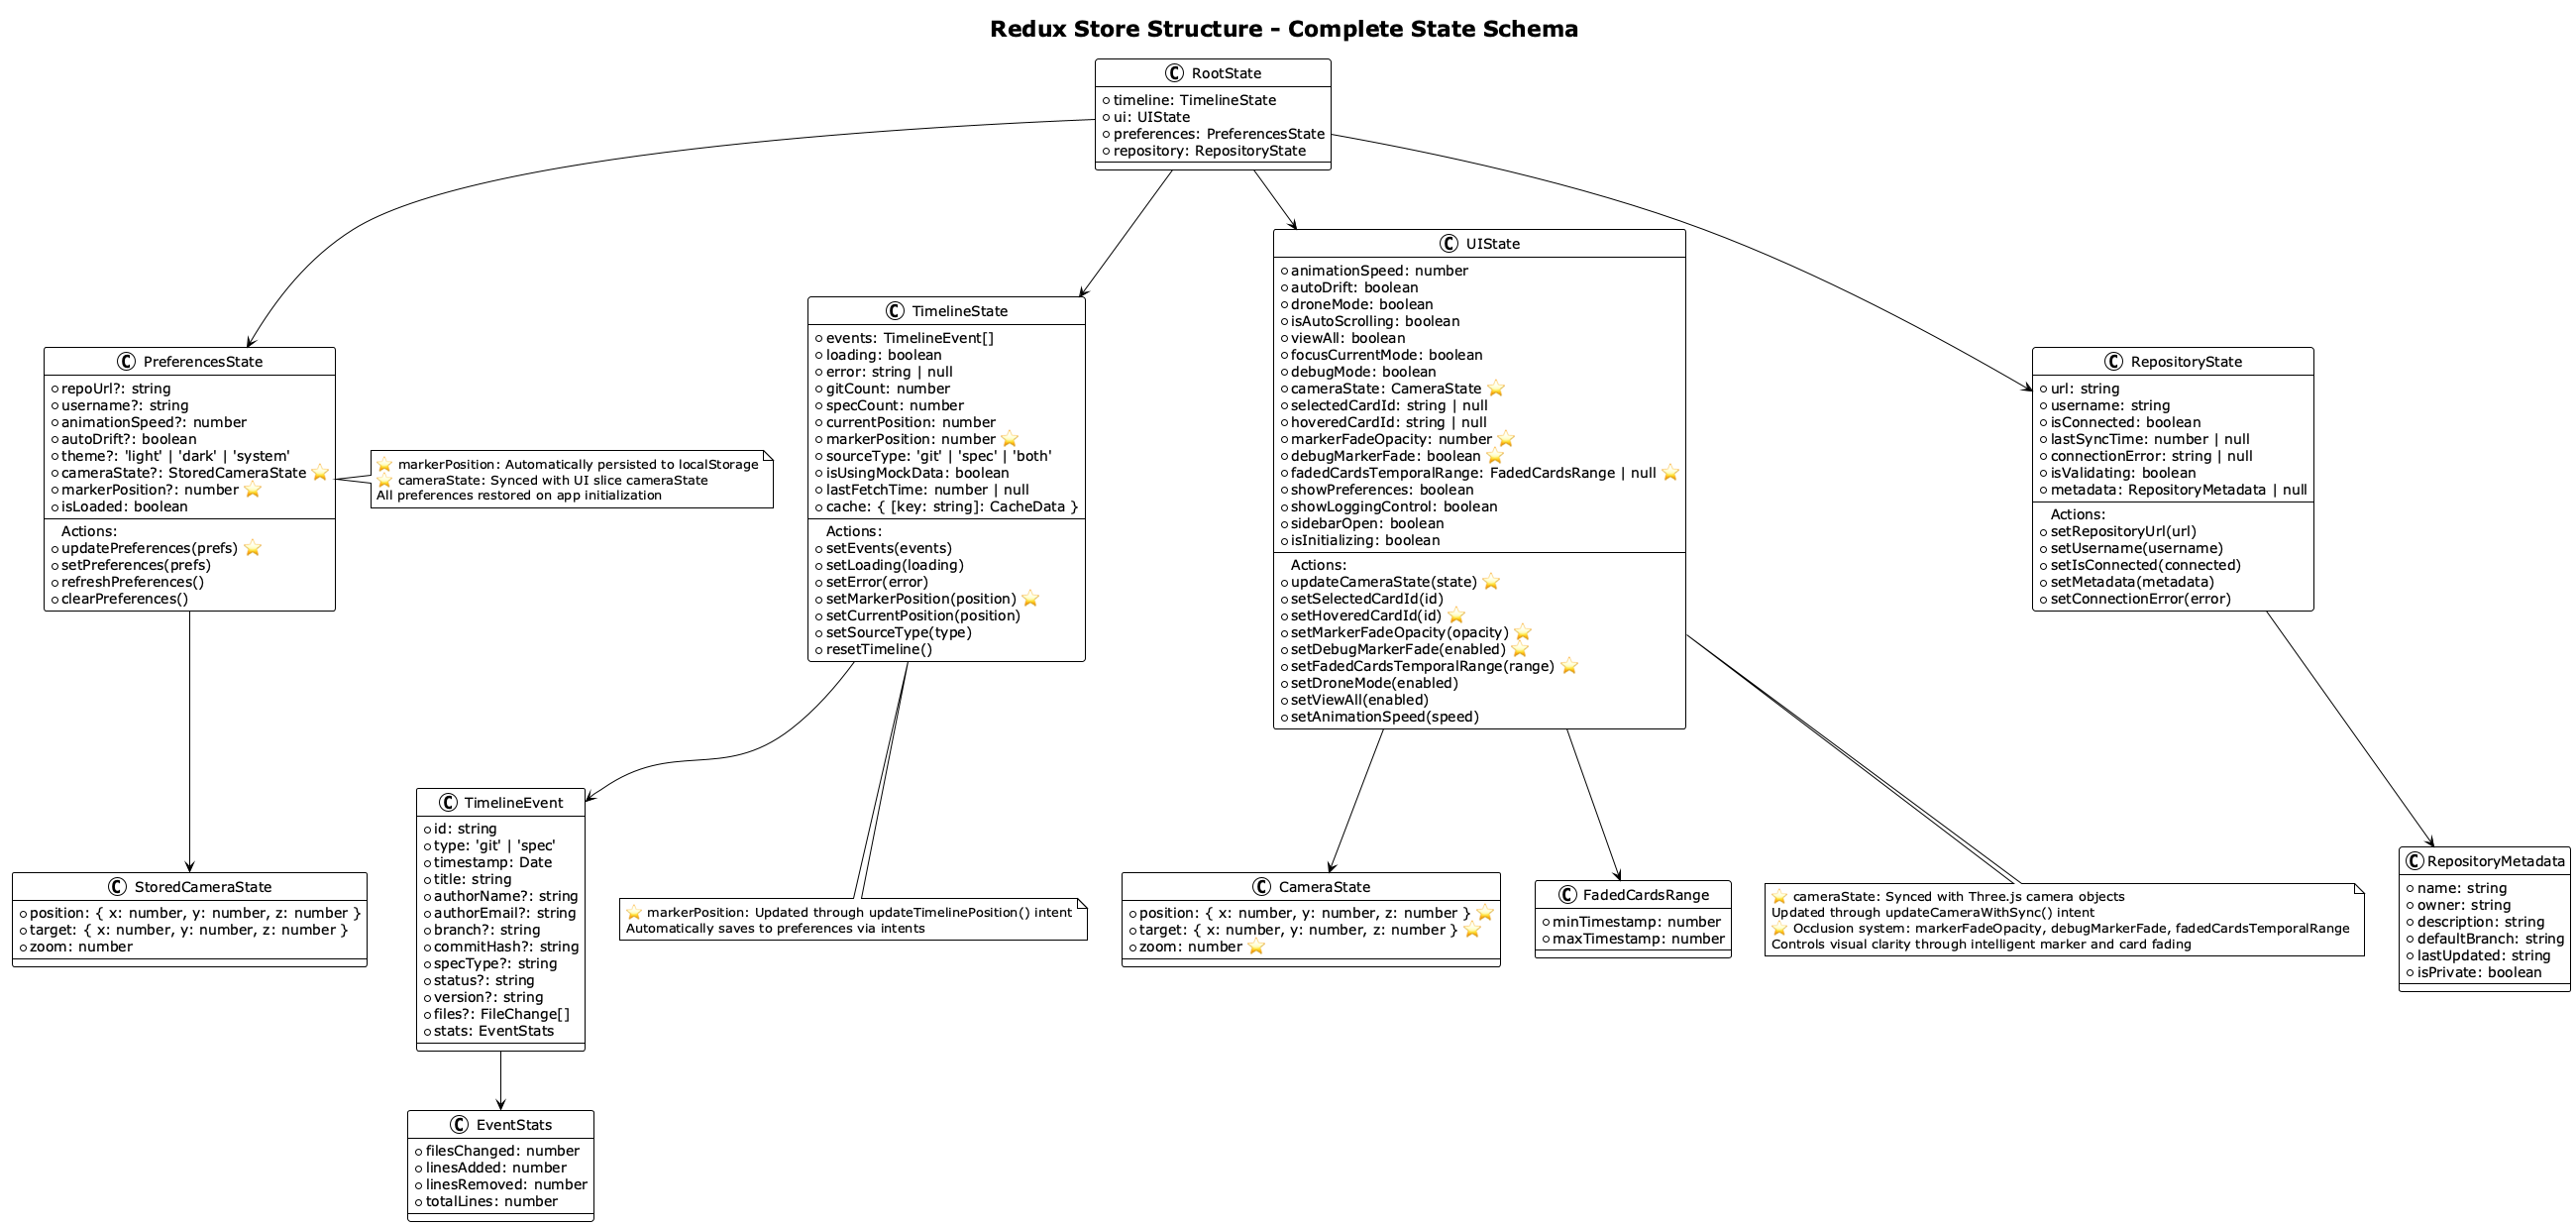 Redux Store Structure - Complete State Schema
C RootState
timeline: TimelineState
ui: UIState
preferences: PreferencesState
repository: RepositoryState
C PreferencesState
repoUrl?: string
username?: string
animationSpeed?: number
autoDrift?: boolean
theme?: 'light' | 'dark' | 'system'
cameraState?: StoredCameraState ⭐
markerPosition?: number ⭐
isLoaded: boolean
Actions:
updatePreferences(prefs) ⭐
setPreferences(prefs)
refreshPreferences()
clearPreferences()
⭐ markerPosition: Automatically persisted to localStorage
⭐ cameraState: Synced with UI slice cameraState
All preferences restored on app initialization
C TimelineState
events: TimelineEvent[]
loading: boolean
error: string | null
gitCount: number
specCount: number
currentPosition: number
markerPosition: number ⭐
sourceType: 'git' | 'spec' | 'both'
isUsingMockData: boolean
lastFetchTime: number | null
cache: { [key: string]: CacheData }
Actions:
setEvents(events)
setLoading(loading)
setError(error)
setMarkerPosition(position) ⭐
setCurrentPosition(position)
setSourceType(type)
resetTimeline()
C UIState
animationSpeed: number
autoDrift: boolean
droneMode: boolean
isAutoScrolling: boolean
viewAll: boolean
focusCurrentMode: boolean
debugMode: boolean
cameraState: CameraState ⭐
selectedCardId: string | null
hoveredCardId: string | null
markerFadeOpacity: number ⭐
debugMarkerFade: boolean ⭐
fadedCardsTemporalRange: FadedCardsRange | null ⭐
showPreferences: boolean
showLoggingControl: boolean
sidebarOpen: boolean
isInitializing: boolean
Actions:
updateCameraState(state) ⭐
setSelectedCardId(id)
setHoveredCardId(id) ⭐
setMarkerFadeOpacity(opacity) ⭐
setDebugMarkerFade(enabled) ⭐
setFadedCardsTemporalRange(range) ⭐
setDroneMode(enabled)
setViewAll(enabled)
setAnimationSpeed(speed)
C RepositoryState
url: string
username: string
isConnected: boolean
lastSyncTime: number | null
connectionError: string | null
isValidating: boolean
metadata: RepositoryMetadata | null
Actions:
setRepositoryUrl(url)
setUsername(username)
setIsConnected(connected)
setMetadata(metadata)
setConnectionError(error)
C StoredCameraState
position: { x: number, y: number, z: number }
target: { x: number, y: number, z: number }
zoom: number
C TimelineEvent
id: string
type: 'git' | 'spec'
timestamp: Date
title: string
authorName?: string
authorEmail?: string
branch?: string
commitHash?: string
specType?: string
status?: string
version?: string
files?: FileChange[]
stats: EventStats
⭐ markerPosition: Updated through updateTimelinePosition() intent
Automatically saves to preferences via intents
C CameraState
position: { x: number, y: number, z: number } ⭐
target: { x: number, y: number, z: number } ⭐
zoom: number ⭐
C FadedCardsRange
minTimestamp: number
maxTimestamp: number
⭐ cameraState: Synced with Three.js camera objects
Updated through updateCameraWithSync() intent
⭐ Occlusion system: markerFadeOpacity, debugMarkerFade, fadedCardsTemporalRange
Controls visual clarity through intelligent marker and card fading
C RepositoryMetadata
name: string
owner: string
description: string
defaultBranch: string
lastUpdated: string
isPrivate: boolean
C EventStats
filesChanged: number
linesAdded: number
linesRemoved: number
totalLines: number